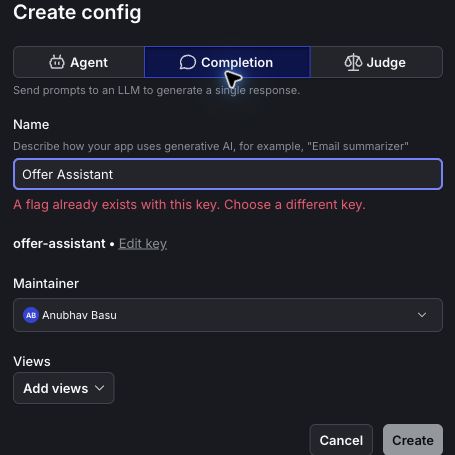 Create config
Agent
Completion
Judge
Send prompts to an LLM to generate a single response.
Name
Describe how your app uses generative AI, for example, "Email summarizer"
Offer Assistant
A flag already exists with this key. Choose a different key.
offer-assistant • Edit key
Maintainer
AB Anubhav Basu
Views
Add views
Cancel
Create